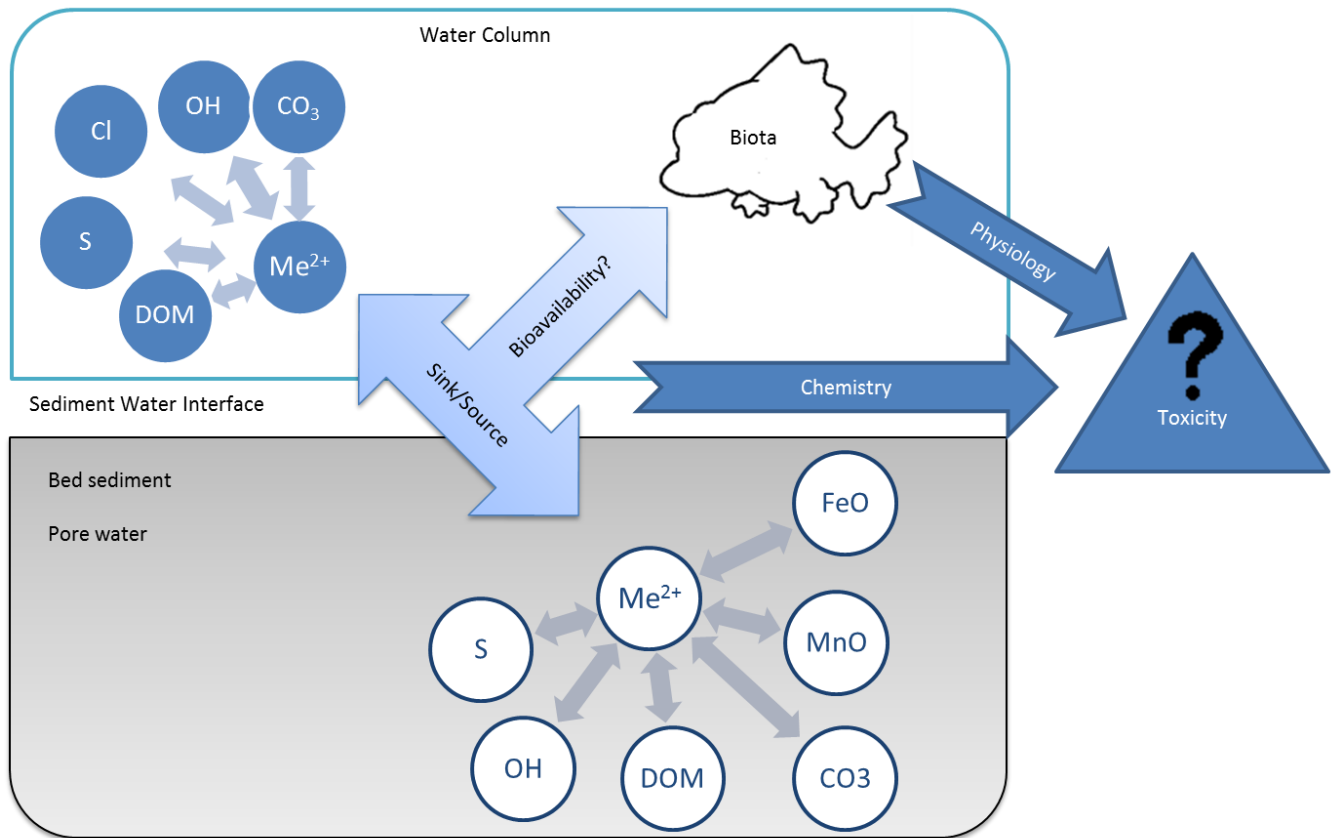 Water Column
OH
CO₃
Cl
S
Me²⁺
DOM
Biota
Physiology
Bioavailability?
Sink/Source
Chemistry
?
Toxicity
Sediment Water Interface
Bed sediment
Pore water
FeO
Me²⁺
MnO
S
OH
DOM
CO3